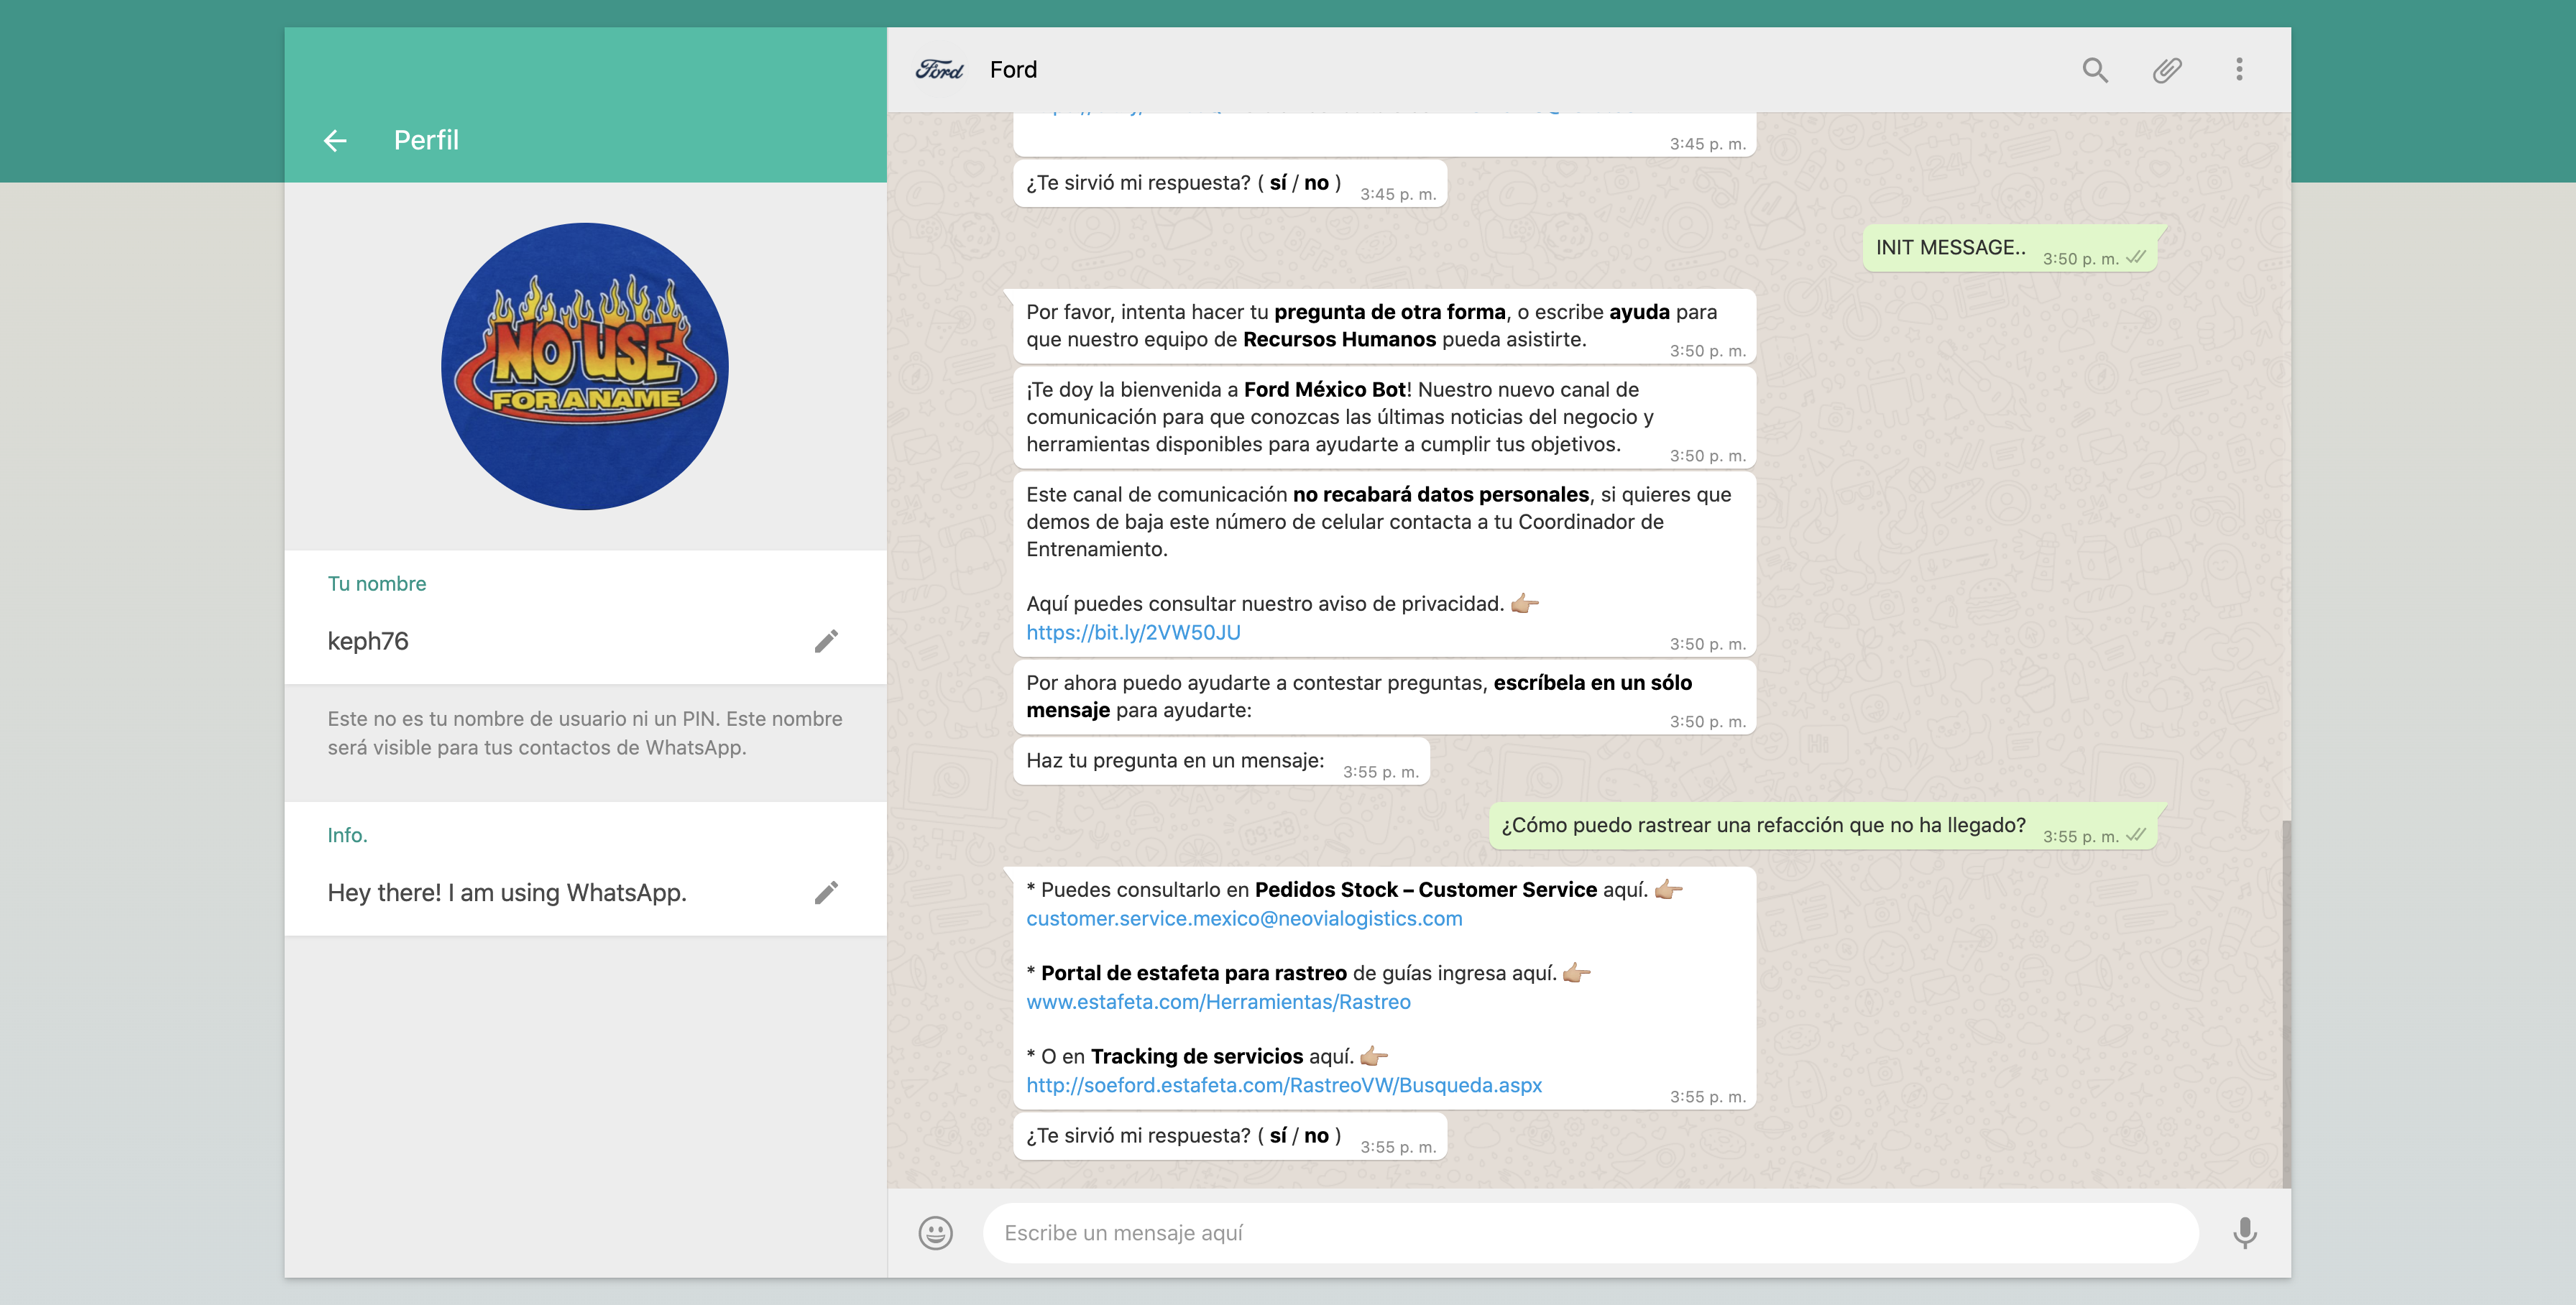 Perfil
NO USE
FOR A NAME
Tu nombre
keph76
Este no es tu nombre de usuario ni un PIN. Este nombre
será visible para tus contactos de WhatsApp.
Info.
Hey there! I am using WhatsApp.
Ford
Ford
3:45 p. m.
¿Te sirvió mi respuesta? ( sí / no )
3:45 p. m.
INIT MESSAGE..
3:50 p. m.
Por favor, intenta hacer tu pregunta de otra forma, o escribe ayuda para
que nuestro equipo de Recursos Humanos pueda asistirte.
3:50 p. m.
¡Te doy la bienvenida a Ford México Bot! Nuestro nuevo canal de
comunicación para que conozcas las últimas noticias del negocio y
herramientas disponibles para ayudarte a cumplir tus objetivos.
3:50 p. m.
Este canal de comunicación no recabará datos personales, si quieres que
demos de baja este número de celular contacta a tu Coordinador de
Entrenamiento.
Aquí puedes consultar nuestro aviso de privacidad. 👉🏼
https://bit.ly/2VW50JU
3:50 p. m.
Por ahora puedo ayudarte a contestar preguntas, escríbela en un sólo
mensaje para ayudarte:
3:50 p. m.
Haz tu pregunta en un mensaje:
3:55 p. m.
¿Cómo puedo rastrear una refacción que no ha llegado?
3:55 p. m.
* Puedes consultarlo en Pedidos Stock – Customer Service aquí. 👉🏼
customer.service.mexico@neovialogistics.com
* Portal de estafeta para rastreo de guías ingresa aquí. 👉🏼
www.estafeta.com/Herramientas/Rastreo
* O en Tracking de servicios aquí. 👉🏼
http://soeford.estafeta.com/RastreoVW/Busqueda.aspx
3:55 p. m.
¿Te sirvió mi respuesta? ( sí / no )
3:55 p. m.
Escribe un mensaje aquí